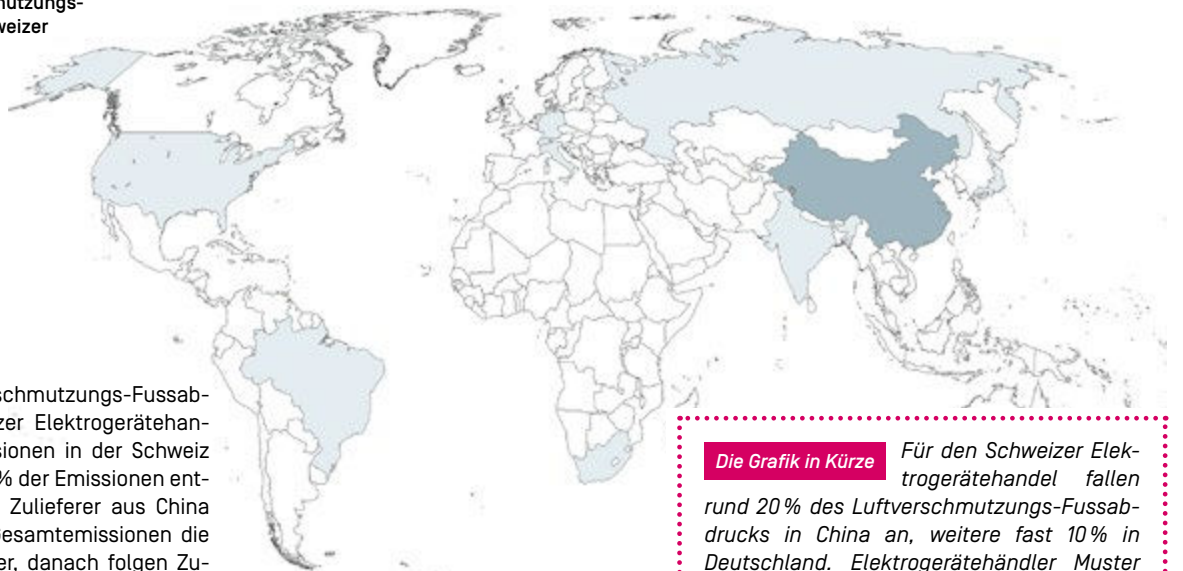 nutzungs-
weizer
schmutzungs-Fussab-
zer Elektrogerätehan-
sionen in der Schweiz
% der Emissionen ent-
Zulieferer aus China
Gesamtemissionen die
er, danach folgen Zu-
Die Grafik in Kürze
Für den Schweizer Elek-
trogerätehandel fallen
rund 20 % des Luftverschmutzungs-Fussab-
drucks in China an, weitere fast 10 % in
Deutschland. Elektrogerätehändler Muster